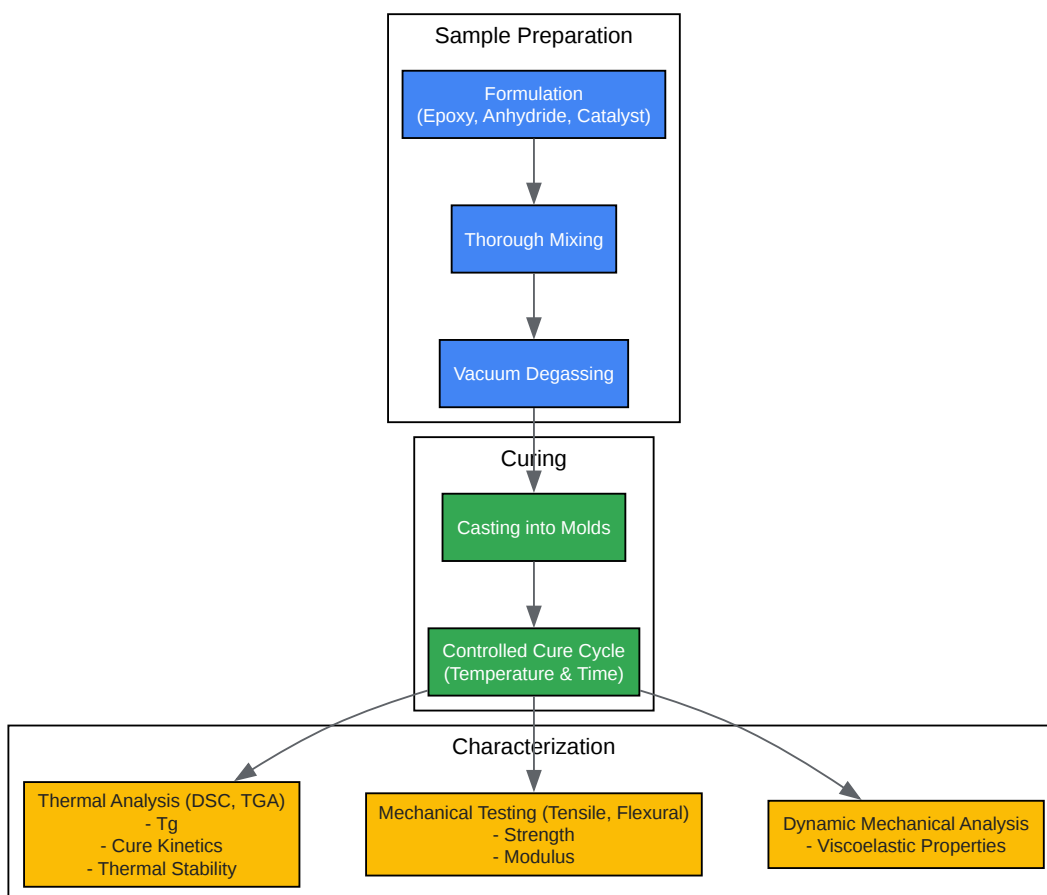 Sample Preparation
Formulation
(Epoxy, Anhydride, Catalyst)
Thorough Mixing
Vacuum Degassing
Curing
Casting into Molds
Controlled Cure Cycle
(Temperature & Time)
Characterization
Thermal Analysis (DSC, TGA)
- Tg
- Cure Kinetics
- Thermal Stability
Mechanical Testing (Tensile, Flexural)
- Strength
- Modulus
Dynamic Mechanical Analysis
- Viscoelastic Properties